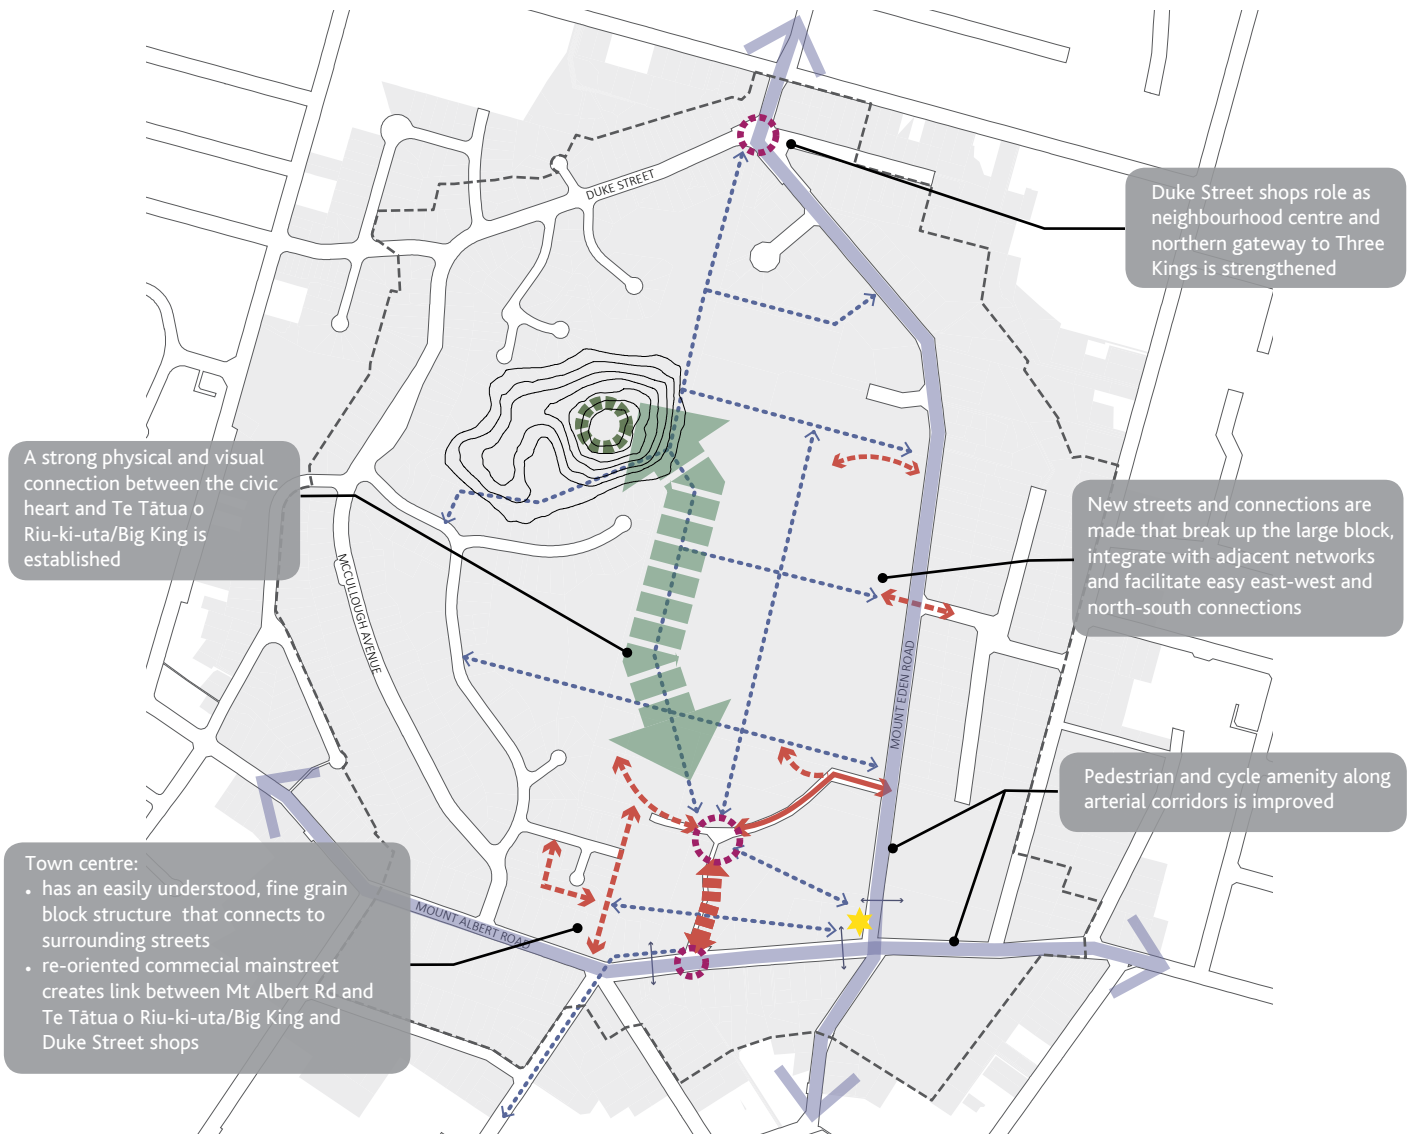 DUKE STREET
Duke Street shops role as
neighbourhood centre and
northern gateway to Three
Kings is strengthened
A strong physical and visual
connection between the civic
heart and Te Tātua o
Riu-ki-uta/Big King is
established
New streets and connections are
made that break up the large block,
integrate with adjacent networks
and facilitate easy east-west and
north-south connections
MCCULLOUGH AVENUE
MOUNT EDEN ROAD
Pedestrian and cycle amenity along
arterial corridors is improved
Town centre:
• has an easily understood, fine grain
block structure that connects to
surrounding streets
• re-oriented commecial mainstreet
creates link between Mt Albert Rd and
Te Tātua o Riu-ki-uta/Big King and
Duke Street shops
MOUNT ALBERT ROAD